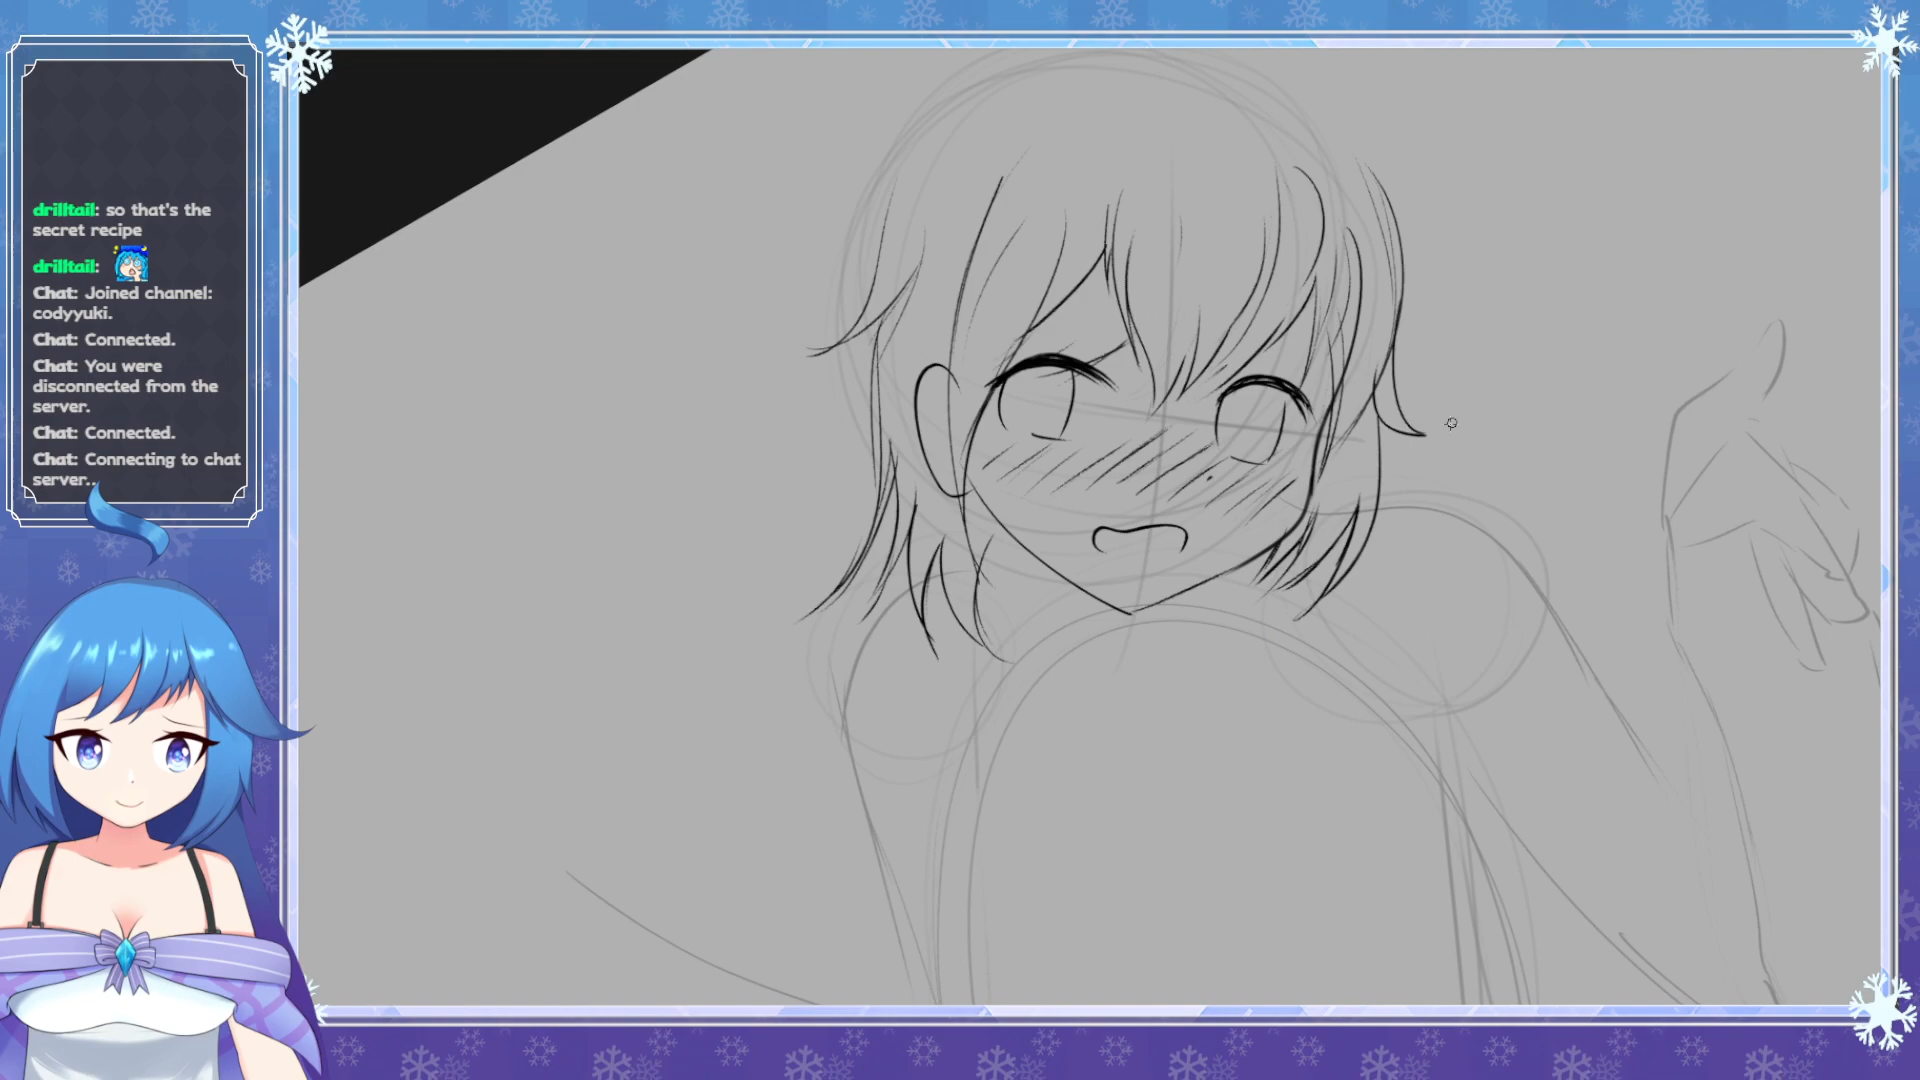 drilltail: so that's the
secret recipe
drilltail:
Chat: Joined channel:
codyyuki.
Chat: Connected.
Chat: You were
disconnected from the
server.
Chat: Connected.
Chat: Connecting to chat
server..